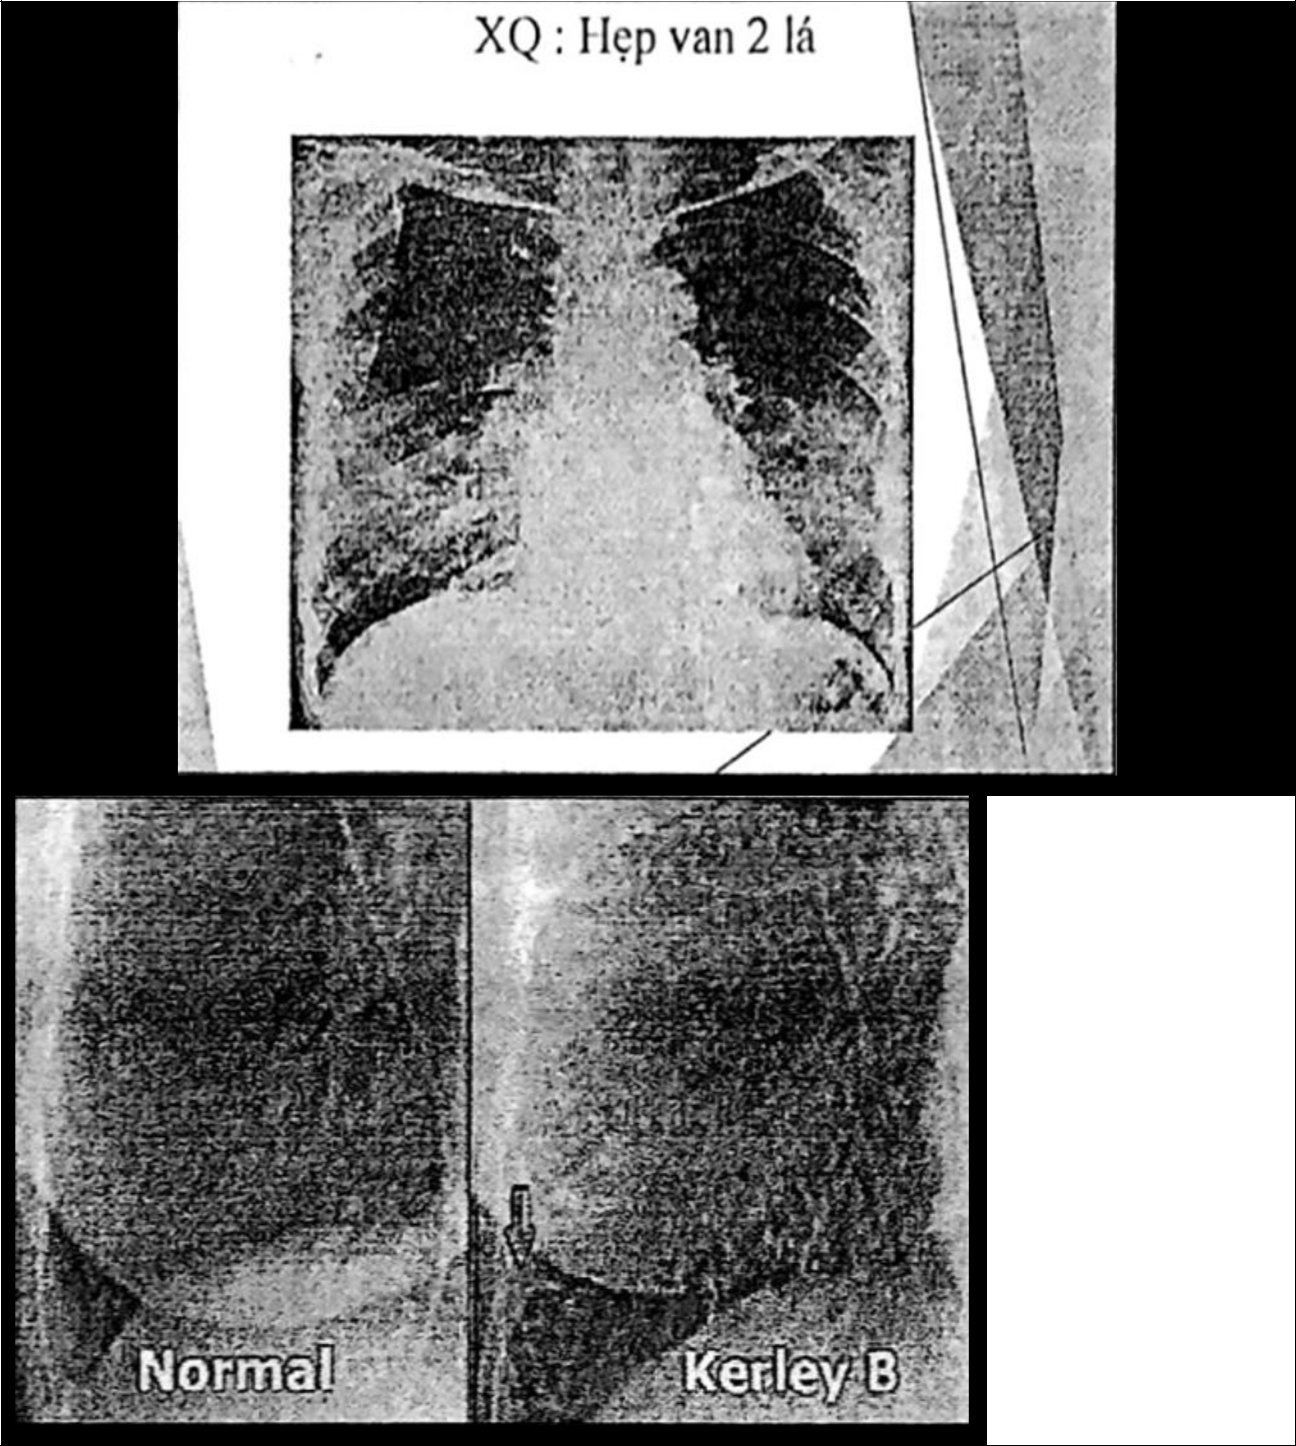 XQ : Hẹp van 2 lá
Normal
Kerley B